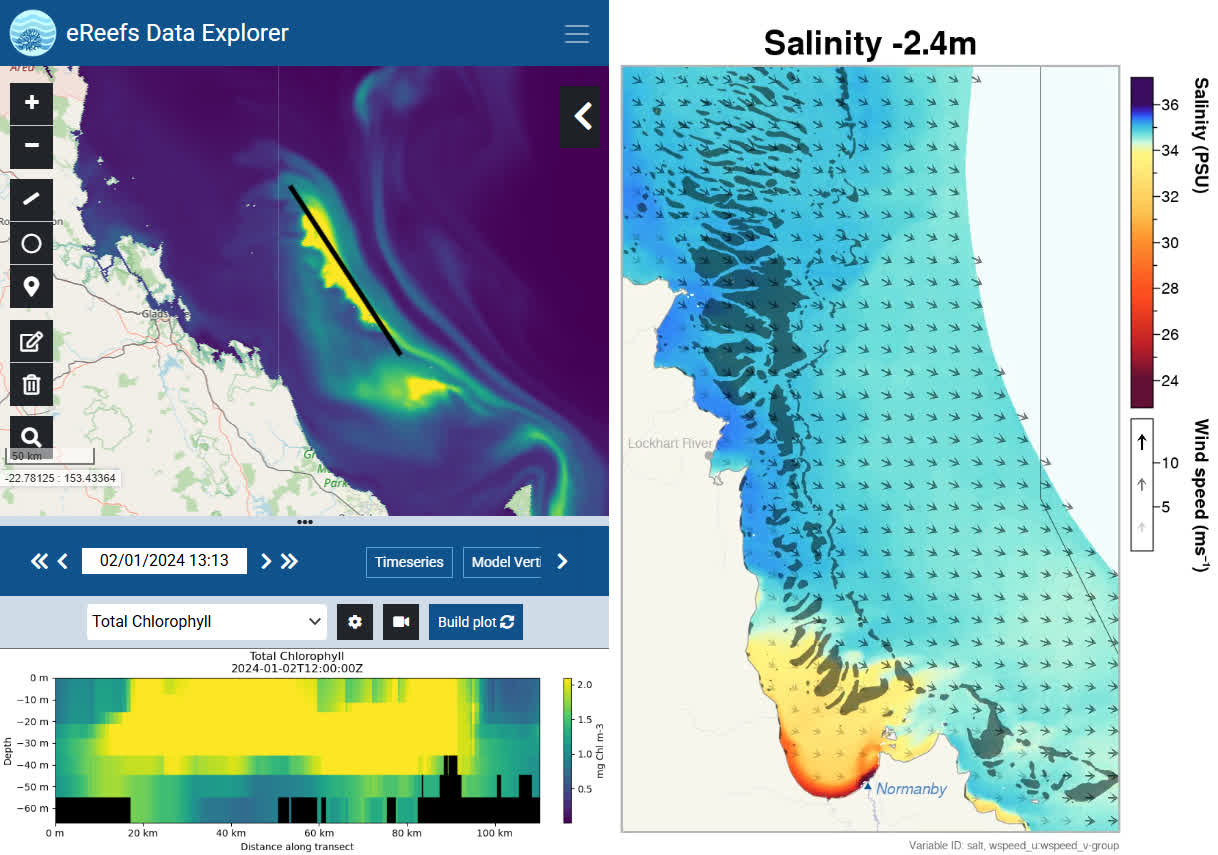 eReefs Data Explorer
Area
+
−
Glads
50 km
-22.78125 : 153.43364
Park
02/01/2024 13:13
Timeseries
Model Verti
Total Chlorophyll
Build plot
Total Chlorophyll
2024-01-02T12:00:00Z
0 m
−10 m
−20 m
−30 m
−40 m
−50 m
−60 m
Depth
0 m
20 km
40 km
60 km
80 km
100 km
Distance along transect
2.0
1.5
1.0
0.5
mg Chl m-3
Salinity -2.4m
Lockhart River
Normanby
36
34
32
30
28
26
24
Salinity (PSU)
10
5
Wind speed (ms⁻¹)
Variable ID: salt, wspeed_u:wspeed_v-group